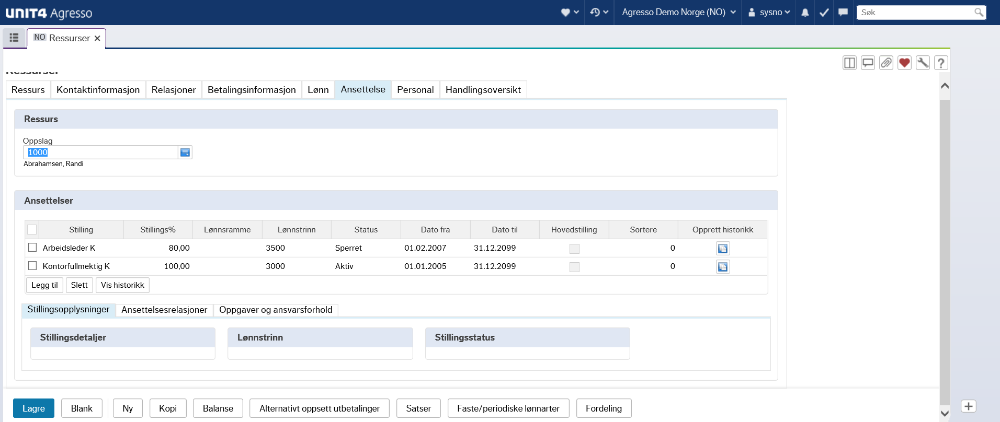 UNIT4 Agresso
Agresso Demo Norge (NO)
sysno
Søk
NO Ressurser
Ressurser
Ressurs Kontaktinformasjon Relasjoner Betalingsinformasjon Lønn Ansettelse Personal Handlingsoversikt
Ressurs
Oppslag
1000
Abrahamsen, Randi
Ansettelser
Stilling Stillings% Lønnsramme Lønnstrinn Status Dato fra Dato til Hovedstilling Sortere Opprett historikk
Arbeidsleder K 80,00 3500 Sperret 01.02.2007 31.12.2099 0
Kontorfullmektig K 100,00 3000 Aktiv 01.01.2005 31.12.2099 0
Legg til Slett Vis historikk
Stillingsopplysninger Ansettelsesrelasjoner Oppgaver og ansvarsforhold
Stillingsdetaljer Lønnstrinn Stillingsstatus
Lagre Blank Ny Kopi Balanse Alternativt oppsett utbetalinger Satser Faste/periodiske lønnarter Fordeling